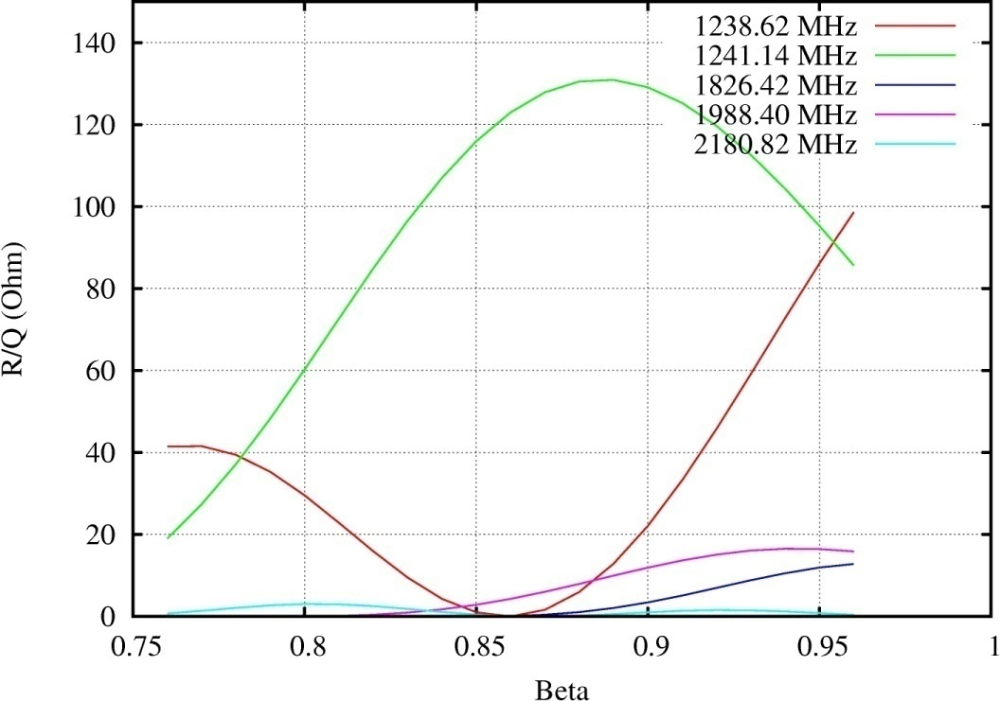 R/Q (Ohm)
140
120
100
80
60
40
20
0
1238.62 MHz
1241.14 MHz
1826.42 MHz
1988.40 MHz
2180.82 MHz
0.75 0.8 0.85 0.9 0.95 1
Beta